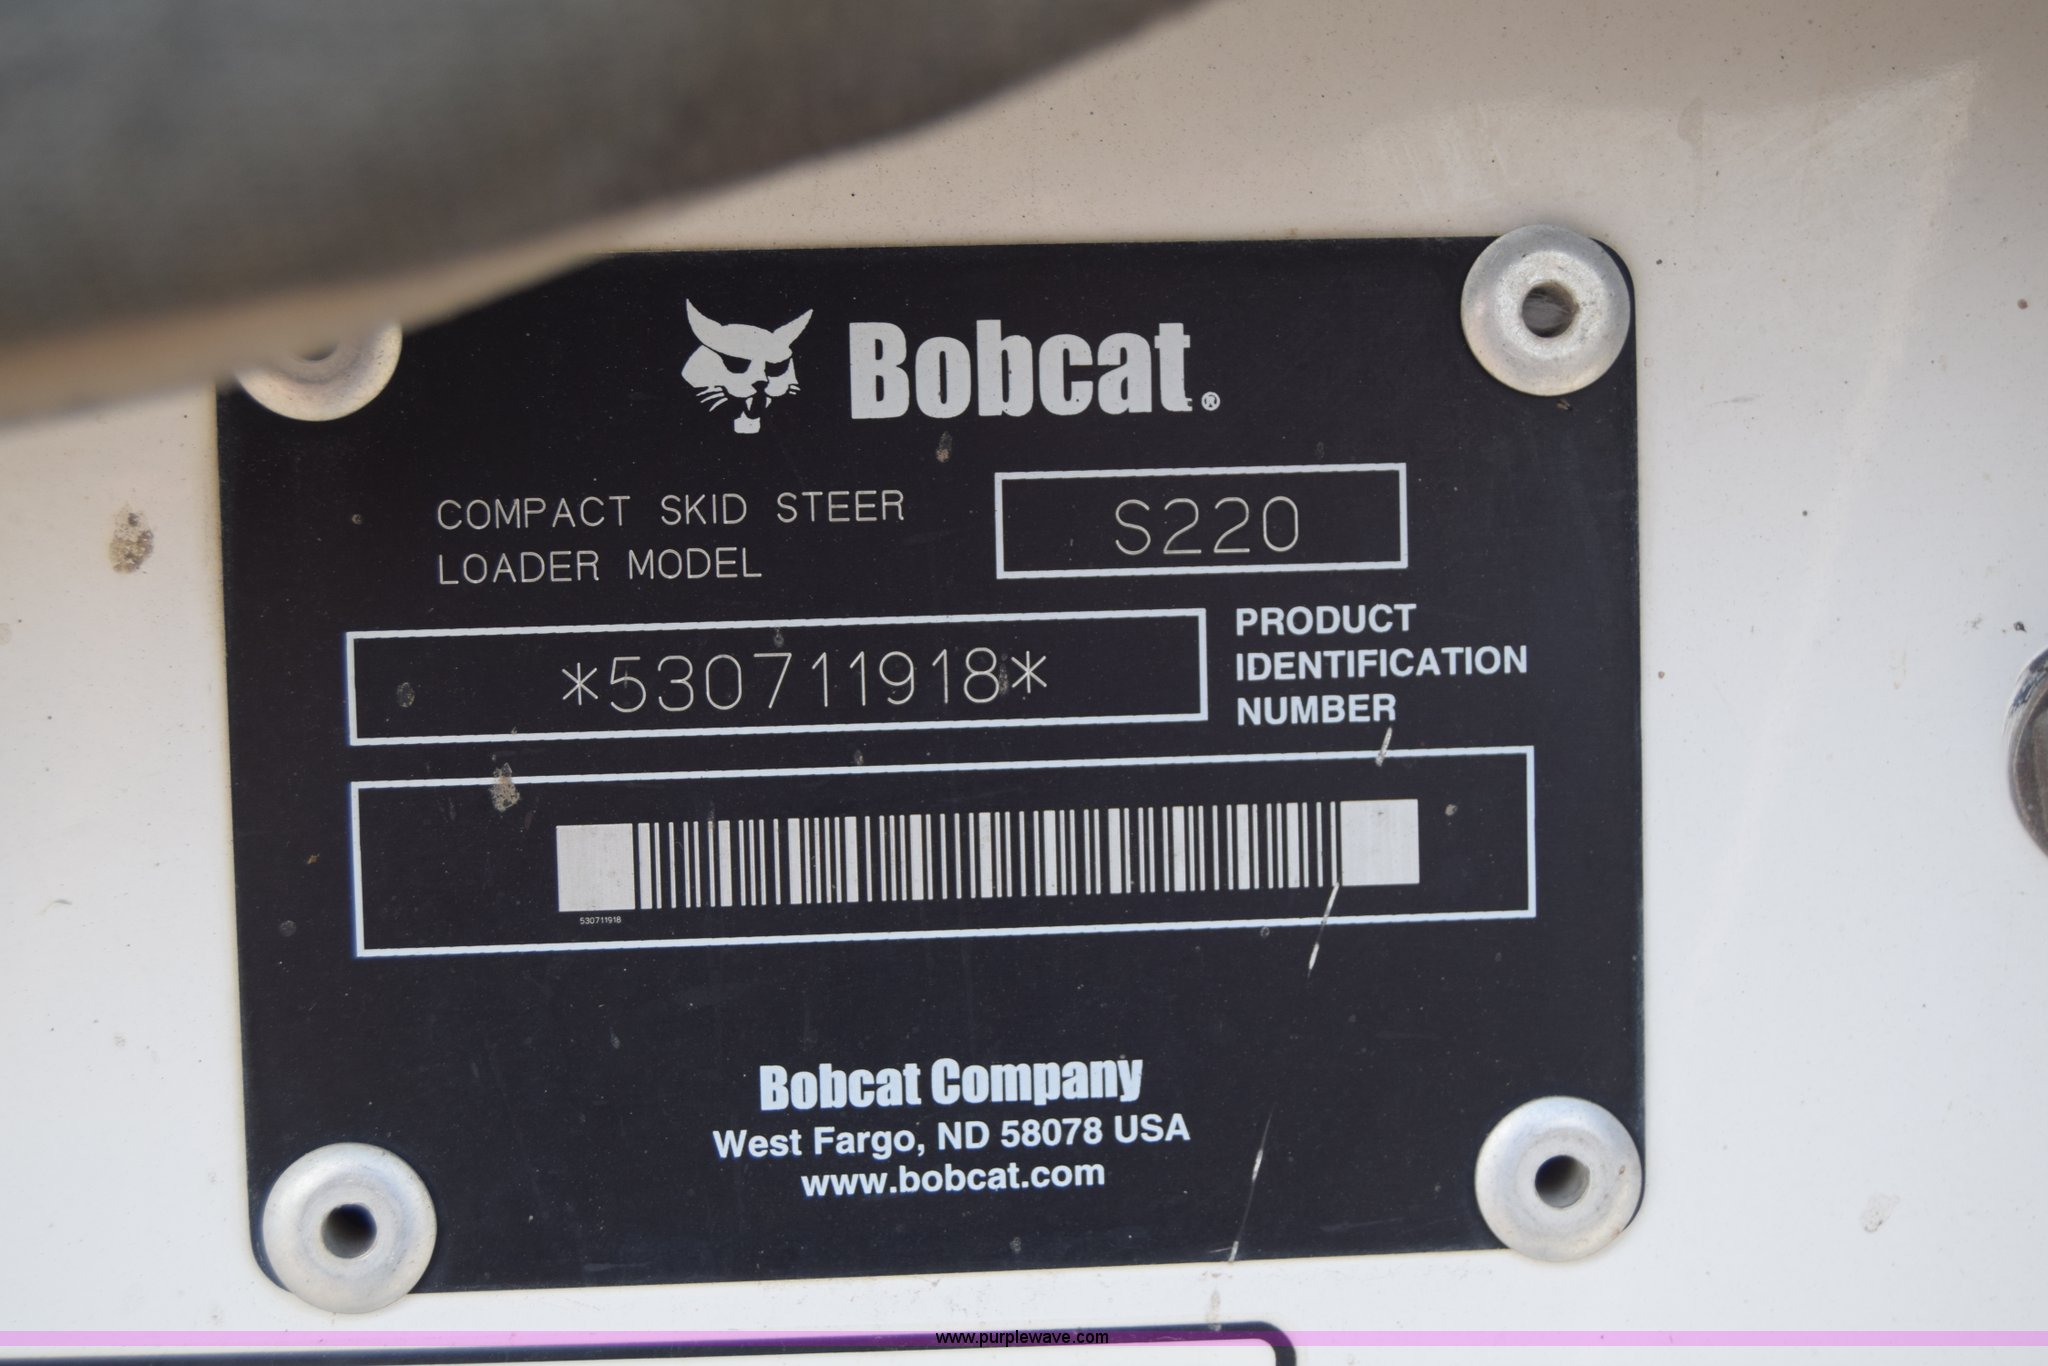 Bobcat®
COMPACT SKID STEER
LOADER MODEL
S220
*530711918*
PRODUCT
IDENTIFICATION
NUMBER
530711918
Bobcat Company
West Fargo, ND 58078 USA
www.bobcat.com
www.purplewave.com